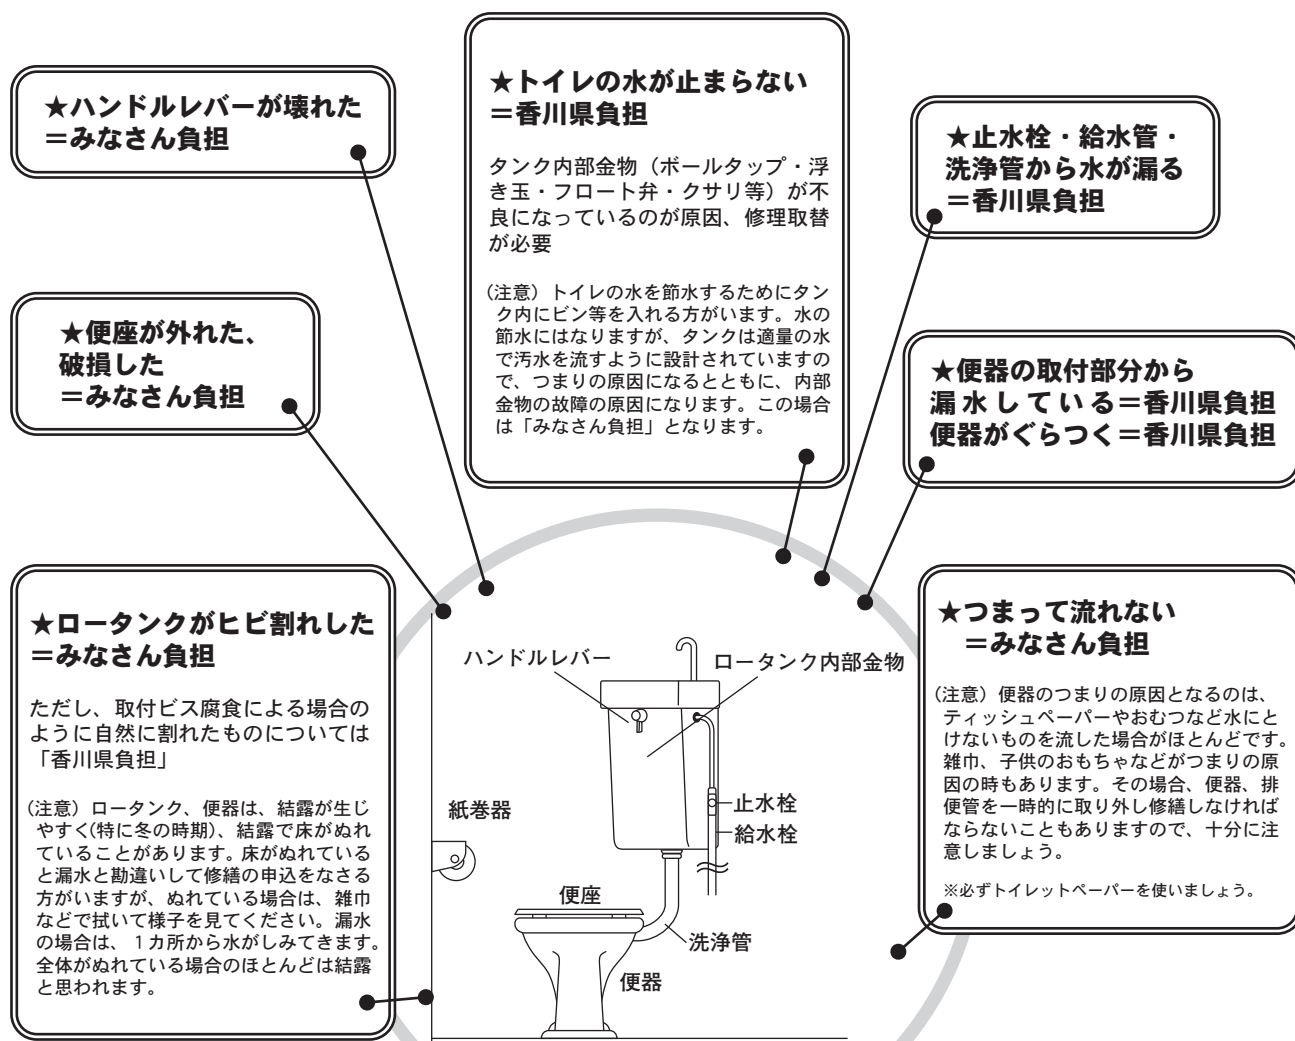 ★ハンドルレバーが壊れた
＝みなさん負担
★便座が外れた、
破損した
＝みなさん負担
★ロータンクがヒビ割れした
＝みなさん負担
ただし、取付ビス腐食による場合の
ように自然に割れたものについては
「香川県負担」
(注意）ロータンク、便器は、結露が生じ
やすく(特に冬の時期)、結露で床がぬれ
ていることがあります。床がぬれている
と漏水と勘違いして修繕の申込をなさる
方がいますが、ぬれている場合は、雑巾
などで拭いて様子を見てください。漏水
の場合は、１カ所から水がしみてきます。
全体がぬれている場合のほとんどは結露
と思われます。
★トイレの水が止まらない
＝香川県負担
タンク内部金物（ボールタップ・浮
き玉・フロート弁・クサリ等）が不
良になっているのが原因、修理取替
が必要
(注意）トイレの水を節水するためにタン
ク内にビン等を入れる方がいます。水の
節水にはなりますが、タンクは適量の水
で汚水を流すように設計されていますの
で、つまりの原因になるとともに、内部
金物の故障の原因になります。この場合
は「みなさん負担」となります。
★止水栓・給水管・
洗浄管から水が漏る
＝香川県負担
★便器の取付部分から
漏水している＝香川県負担
便器がぐらつく＝香川県負担
★つまって流れない
＝みなさん負担
(注意）便器のつまりの原因となるのは、
ティッシュペーパーやおむつなど水にと
けないものを流した場合がほとんどです。
雑巾、子供のおもちゃなどがつまりの原
因の時もあります。その場合、便器、排
便管を一時的に取り外し修繕しなければ
ならないこともありますので、十分に注
意しましょう。
※必ずトイレットペーパーを使いましょう。
ハンドルレバー
ロータンク内部金物
紙巻器
止水栓
給水栓
便座
洗浄管
便器